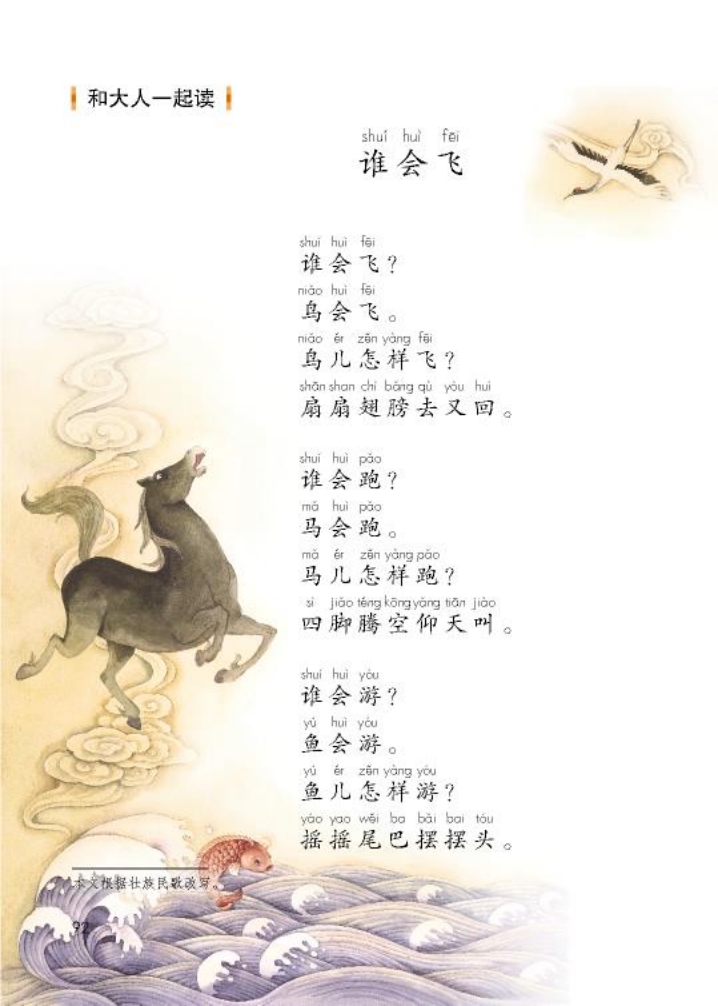 和大人一起读
shuí huì fēi
谁会飞
shuí huì fēi
谁会飞？
niǎo huì fēi
鸟会飞。
niǎo ér zěn yàng fēi
鸟儿怎样飞？
shān shan chì bǎng qù yòu huí
扇扇翅膀去又回。
shuí huì pǎo
谁会跑？
mǎ huì pǎo
马会跑。
mǎ ér zěn yàng pǎo
马儿怎样跑？
sì jiǎo téng kōng yǎng tiān jiào
四脚腾空仰天叫。
shuí huì yóu
谁会游？
yú huì yóu
鱼会游。
yú ér zěn yàng yóu
鱼儿怎样游？
yáo yao wěi ba bǎi bai tóu
摇摇尾巴摆摆头。
本文根据壮族民歌改写。
92